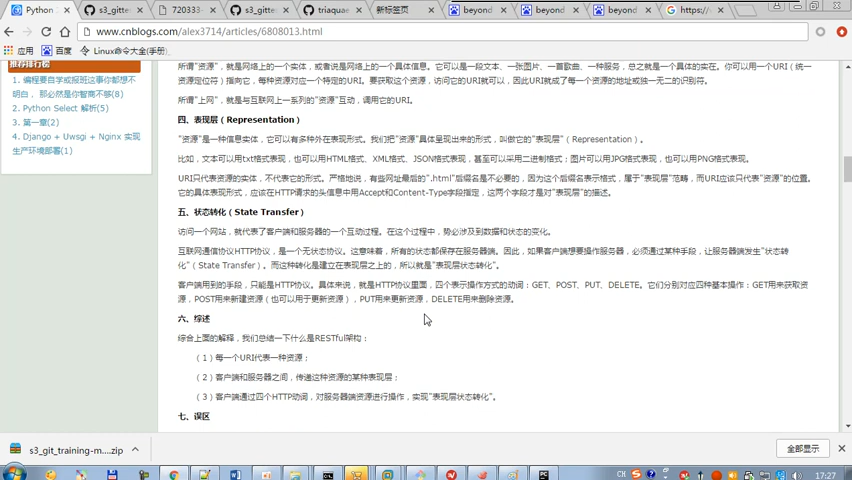 Python
s3_gitte
720333
s3_gitte
triaquae
新标签页
beyond
beyond
beyond
https://
www.cnblogs.com/alex3714/articles/6808013.html
应用 百度 Linux命令大全(手册)
推荐排行榜
1. 编程要自学或报班这事你都想不
明白，那必然是你智商不够(8)
2. Python Select 解析(5)
3. 第一章(2)
4. Django + Uwsgi + Nginx 实现
生产环境部署(1)
所谓"资源"，就是网络上的一个实体，或者说是网络上的一个具体信息。它可以是一段文本、一张图片、一首歌曲、一种服务，总之就是一个具体的实在。你可以用一个URI（统一
资源定位符）指向它，每种资源对应一个特定的URI。要获取这个资源，访问它的URI就可以，因此URI就成了每一个资源的地址或独一无二的识别符。
所谓"上网"，就是与互联网上一系列的"资源"互动，调用它的URI。
四、表现层（Representation）
"资源"是一种信息实体，它可以有多种外在表现形式。我们把"资源"具体呈现出来的形式，叫做它的"表现层"（Representation）。
比如，文本可以用txt格式表现，也可以用HTML格式、XML格式、JSON格式表现，甚至可以采用二进制格式；图片可以用JPG格式表现，也可以用PNG格式表现。
URI只代表资源的实体，不代表它的形式。严格地说，有些网址最后的".html"后缀名是不必要的，因为这个后缀名表示格式，属于"表现层"范畴，而URI应该只代表"资源"的位置。
它的具体表现形式，应该在HTTP请求的头信息中用Accept和Content-Type字段指定，这两个字段才是对"表现层"的描述。
五、状态转化（State Transfer）
访问一个网站，就代表了客户端和服务器的一个互动过程。在这个过程中，势必涉及到数据和状态的变化。
互联网通信协议HTTP协议，是一个无状态协议。这意味着，所有的状态都保存在服务器端。因此，如果客户端想要操作服务器，必须通过某种手段，让服务器端发生"状态转
化"（State Transfer）。而这种转化是建立在表现层之上的，所以就是"表现层状态转化"。
客户端用到的手段，只能是HTTP协议。具体来说，就是HTTP协议里面，四个表示操作方式的动词：GET、POST、PUT、DELETE。它们分别对应四种基本操作：GET用来获取资
源，POST用来新建资源（也可以用于更新资源），PUT用来更新资源，DELETE用来删除资源。
六、综述
综合上面的解释，我们总结一下什么是RESTful架构：
（1）每一个URI代表一种资源；
（2）客户端和服务器之间，传递这种资源的某种表现层；
（3）客户端通过四个HTTP动词，对服务器端资源进行操作，实现"表现层状态转化"。
七、误区
s3_git_training-m....zip
全部显示
CH
17:27